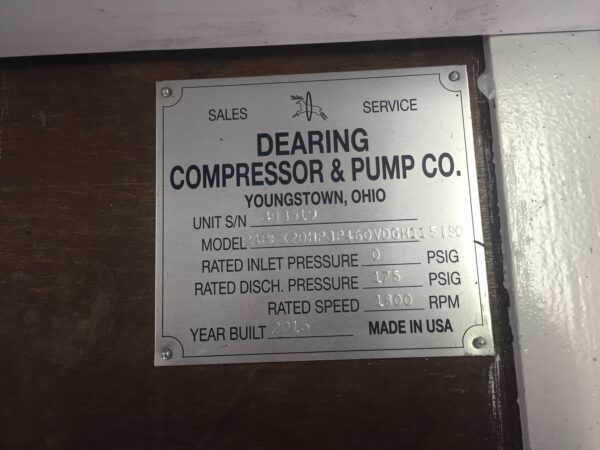 SALES SERVICE
DEARING
COMPRESSOR & PUMP CO.
YOUNGSTOWN, OHIO
UNIT S/N
MODEL
RATED INLET PRESSURE 0 PSIG
RATED DISCH. PRESSURE 175 PSIG
RATED SPEED 1800 RPM
YEAR BUILT MADE IN USA